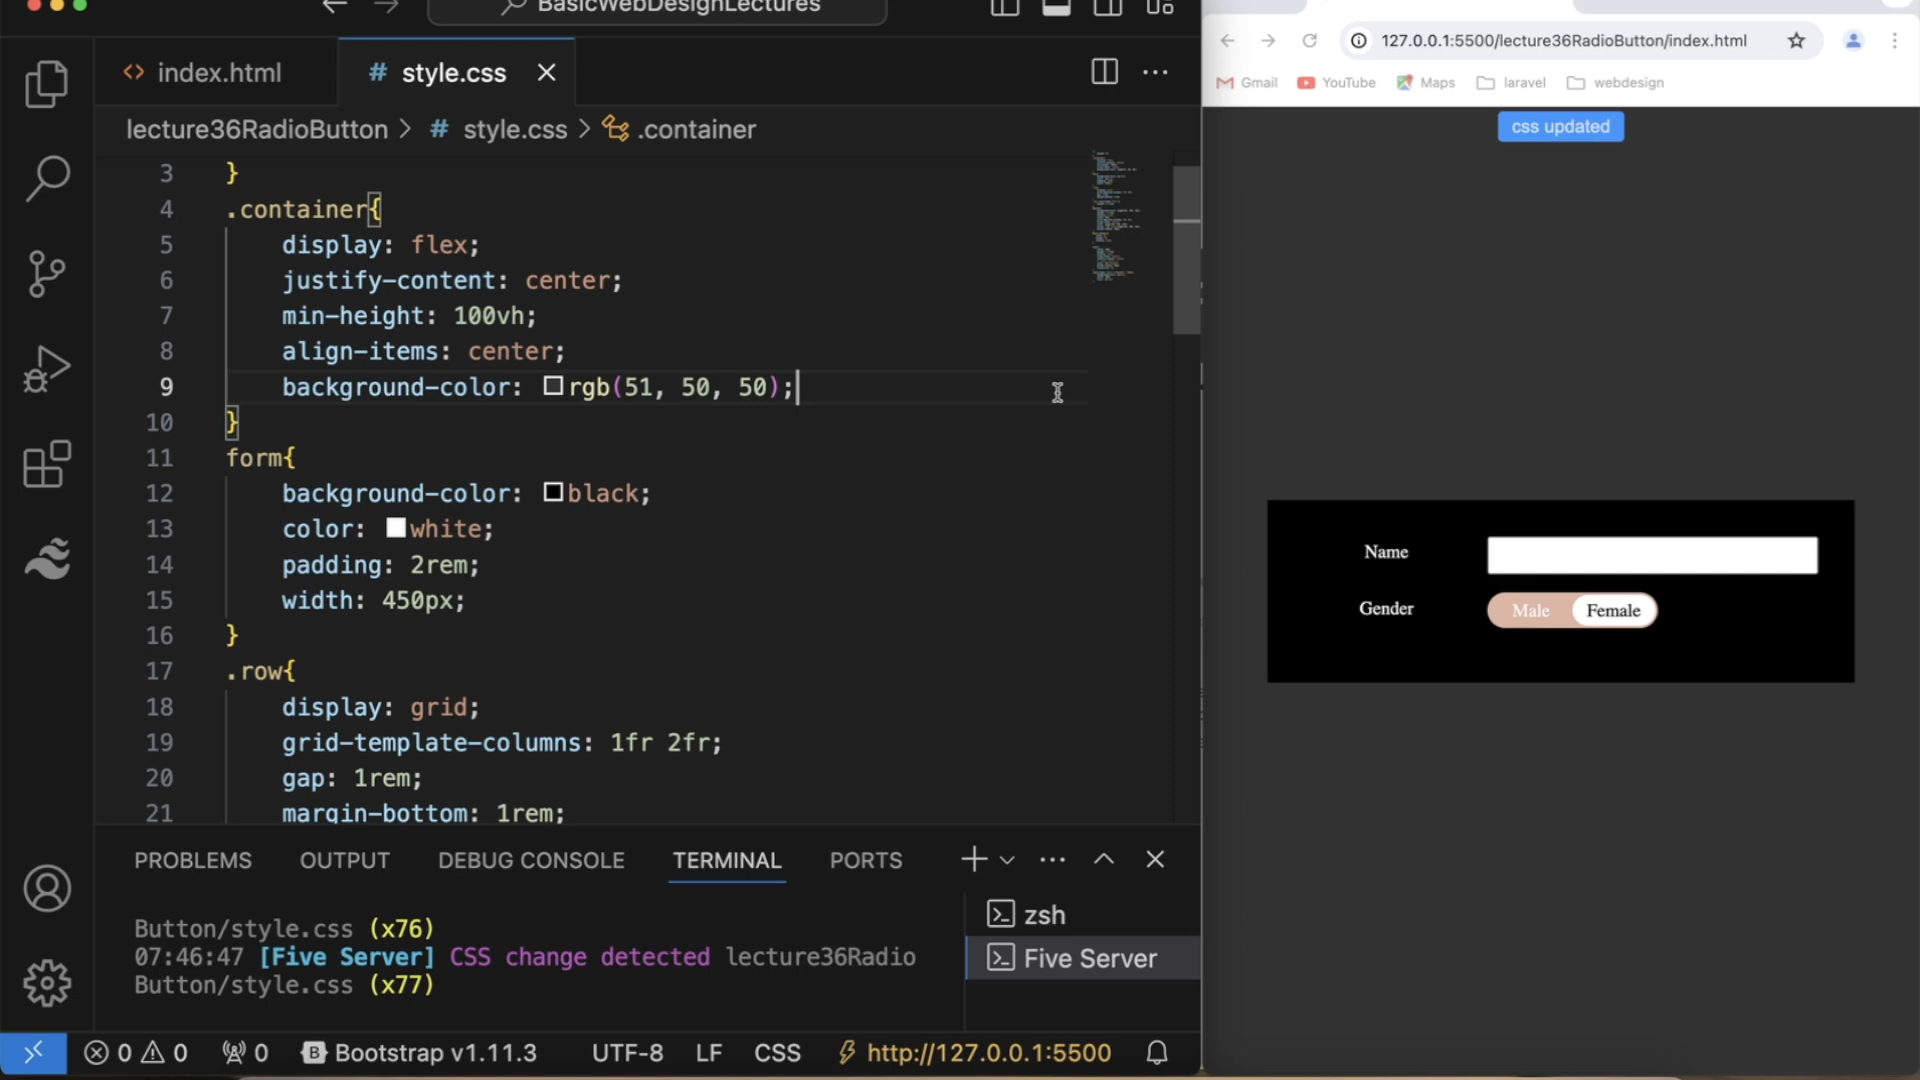 BasicWebDesignLectures
index.html
# style.css
lecture36RadioButton > # style.css > .container
3 }
4 .container{
5 display: flex;
6 justify-content: center;
7 min-height: 100vh;
8 align-items: center;
9 background-color: rgb(51, 50, 50);
10 }
11 form{
12 background-color: black;
13 color: white;
14 padding: 2rem;
15 width: 450px;
16 }
17 .row{
18 display: grid;
19 grid-template-columns: 1fr 2fr;
20 gap: 1rem;
21 margin-bottom: 1rem;
PROBLEMS OUTPUT DEBUG CONSOLE TERMINAL PORTS
Button/style.css (x76)
07:46:47 [Five Server] CSS change detected lecture36Radio
Button/style.css (x77)
zsh
Five Server
0 0 0 Bootstrap v1.11.3 UTF-8 LF CSS http://127.0.0.1:5500
127.0.0.1:5500/lecture36RadioButton/index.html
Gmail YouTube Maps laravel webdesign
css updated
Name
Gender Male Female